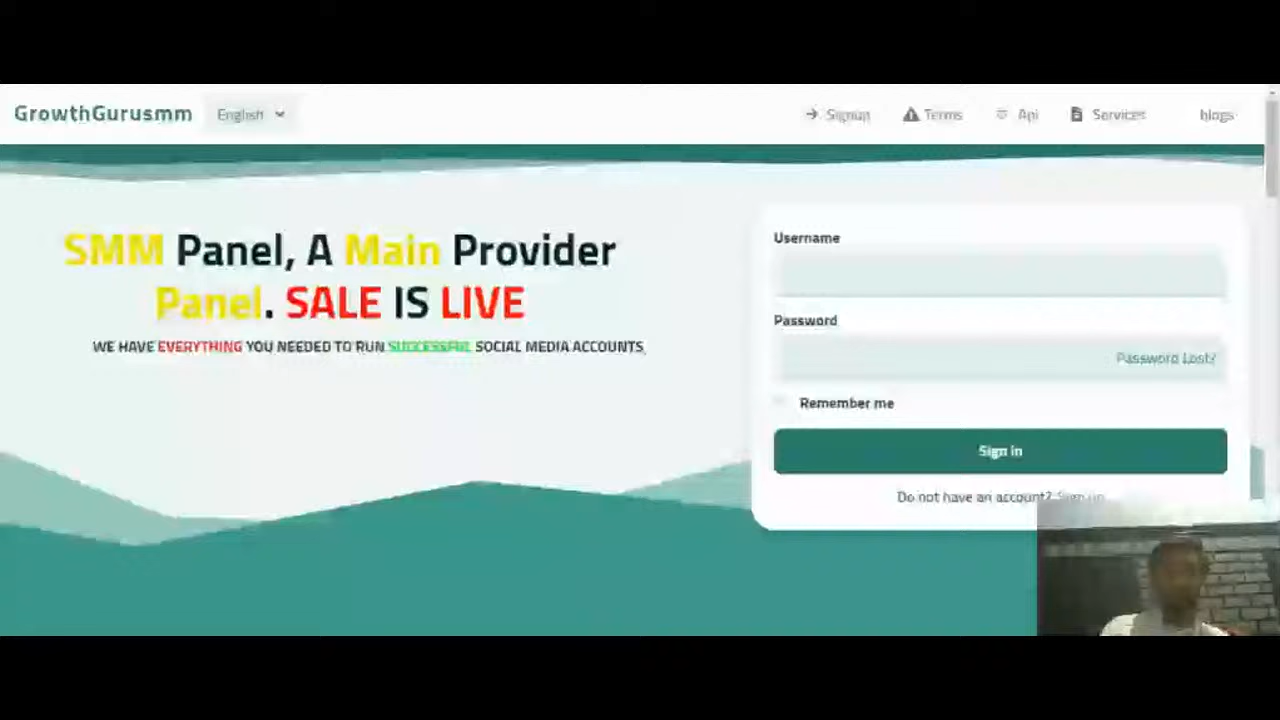 GrowthGurusmm English Signup Terms Api Services blogs
SMM Panel, A Main Provider
Panel. SALE IS LIVE
WE HAVE EVERYTHING YOU NEEDED TO RUN SUCCESSFUL SOCIAL MEDIA ACCOUNTS.
Username
Password
Password Lost?
Remember me
Sign in
Do not have an account? Sign up